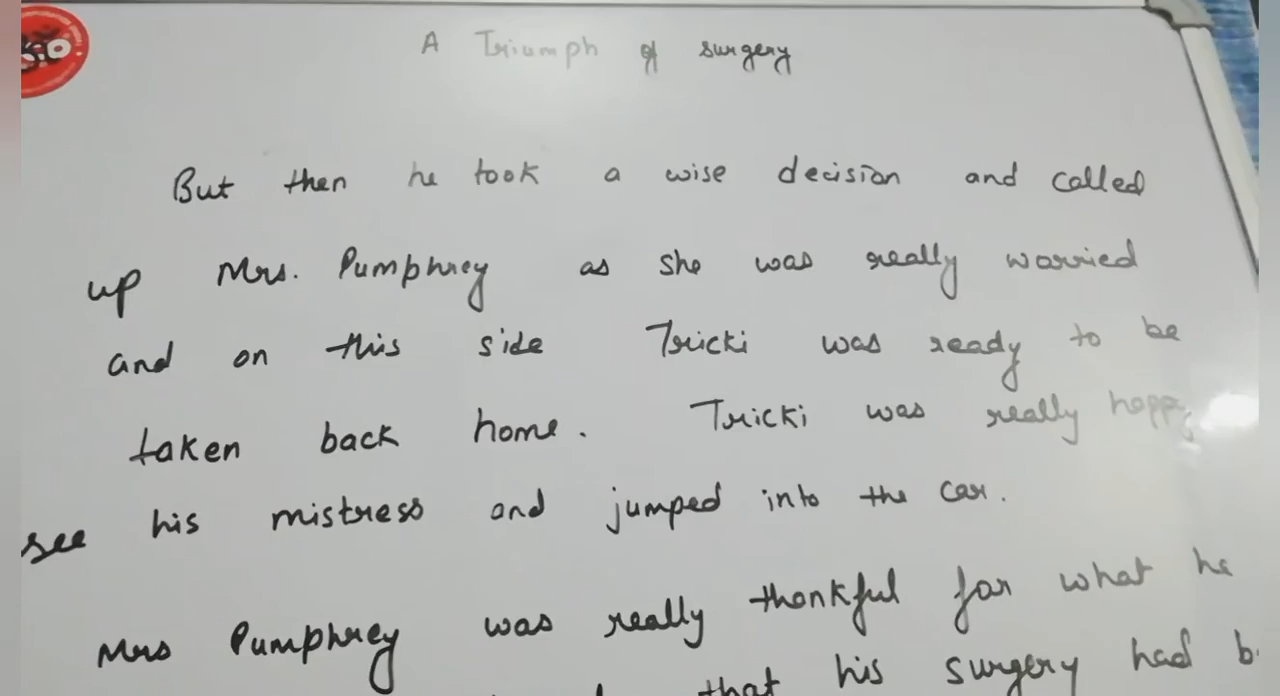 A Triumph of surgery
But then he took a wise decision and called
up Mrs. Pumphrey as she was really worried
and on this side Tricki was ready to be
taken back home. Tricki was really happy
see his mistress and jumped into the car.
Mrs Pumphrey was really thankful for what he
that his surgery had